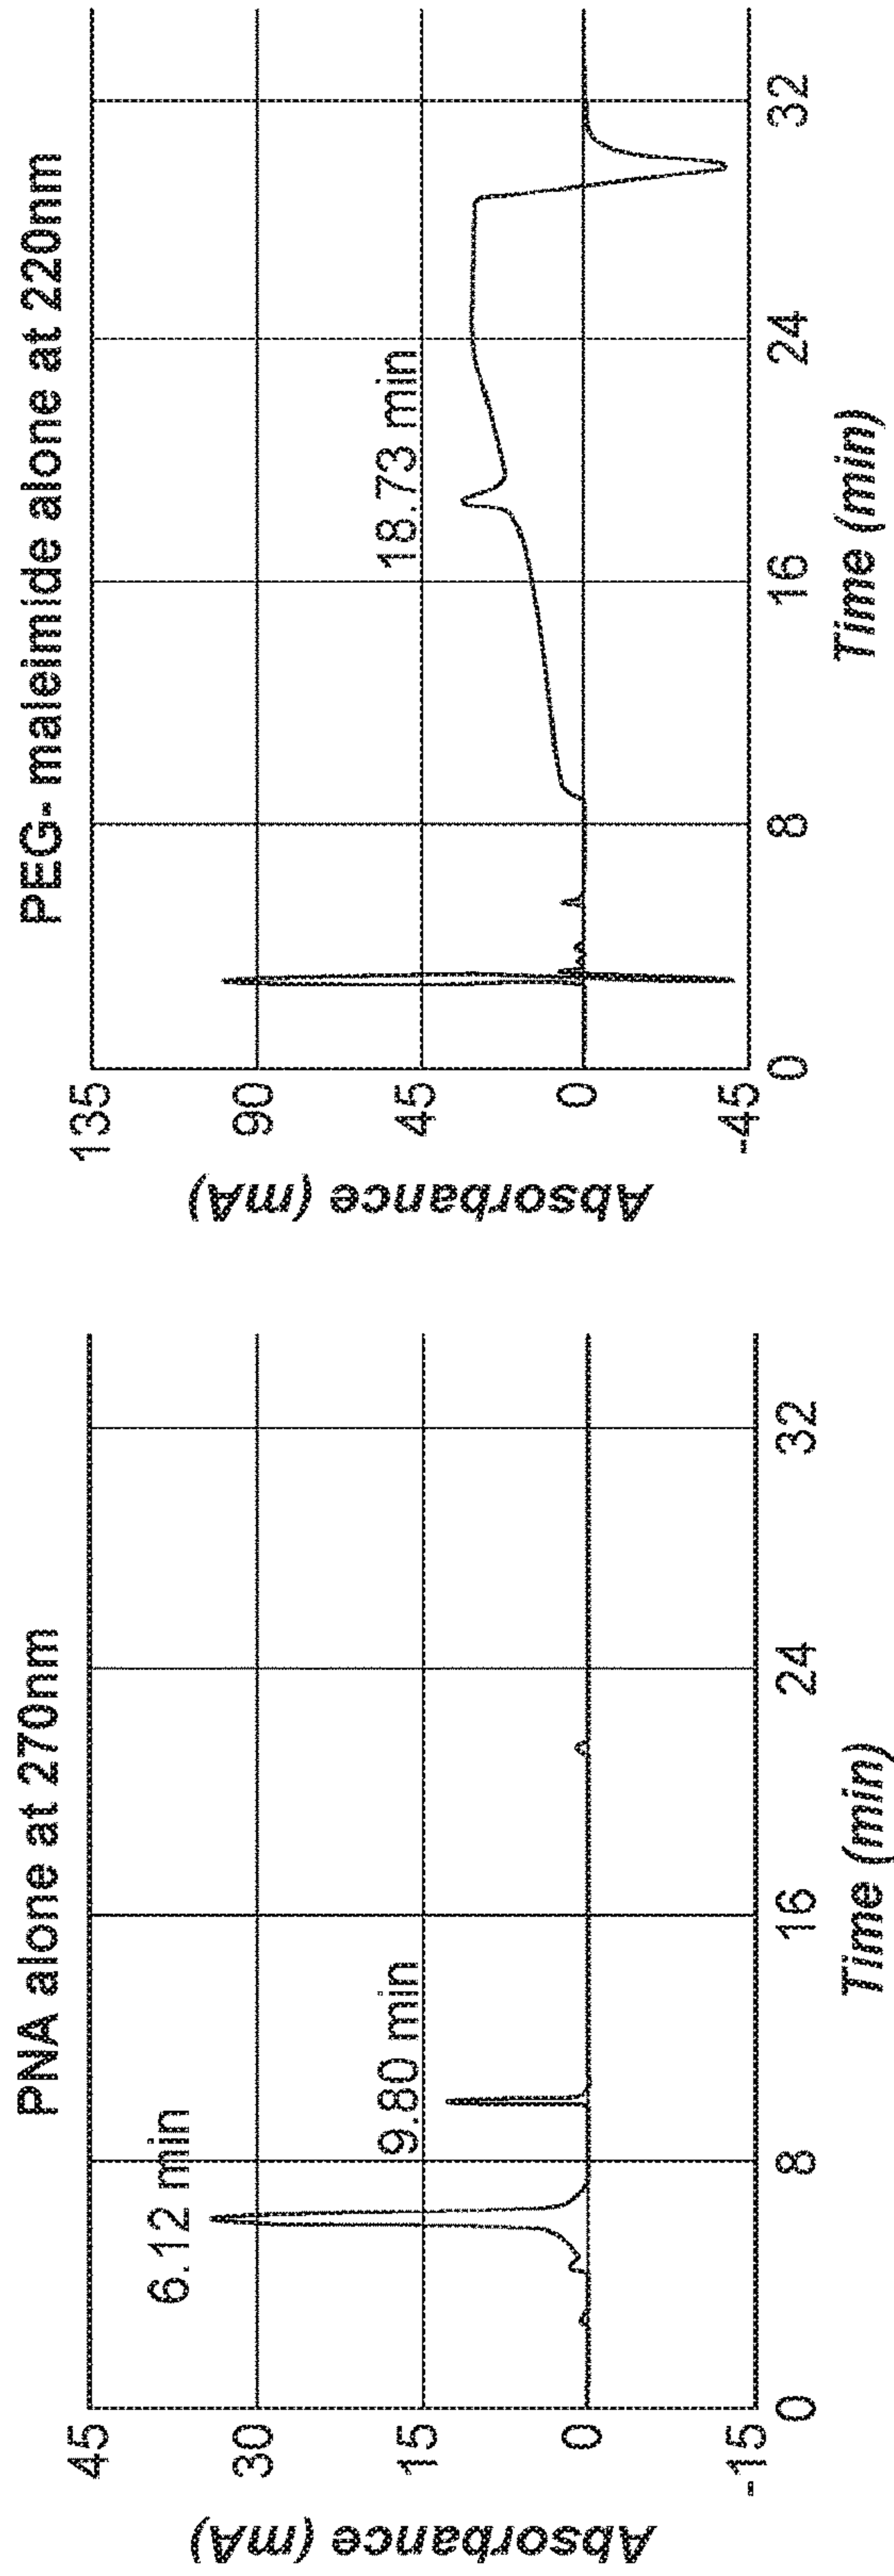 PNA alone at 270nm
Absorbance (mA)
45
30
15
0
-15
6.12 min
9.80 min
0
8
16
24
32
Time (min)
PEG- maleimide alone at 220nm
Absorbance (mA)
135
90
45
0
-45
18.73 min
0
8
16
24
32
Time (min)